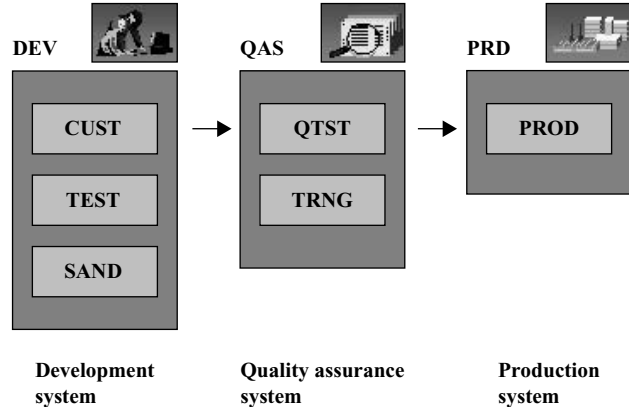 DEV
QAS
PRD
CUST
QTST
PROD
TEST
TRNG
SAND
Development
system
Quality assurance
system
Production
system